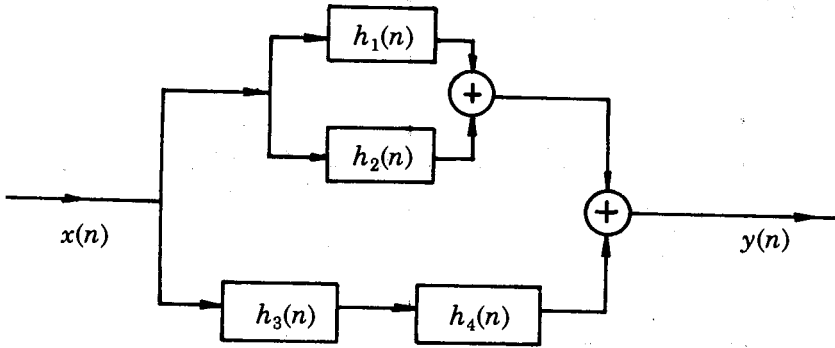 h₁(n)
+
h₂(n)
+
x(n)
y(n)
h₃(n)
h₄(n)